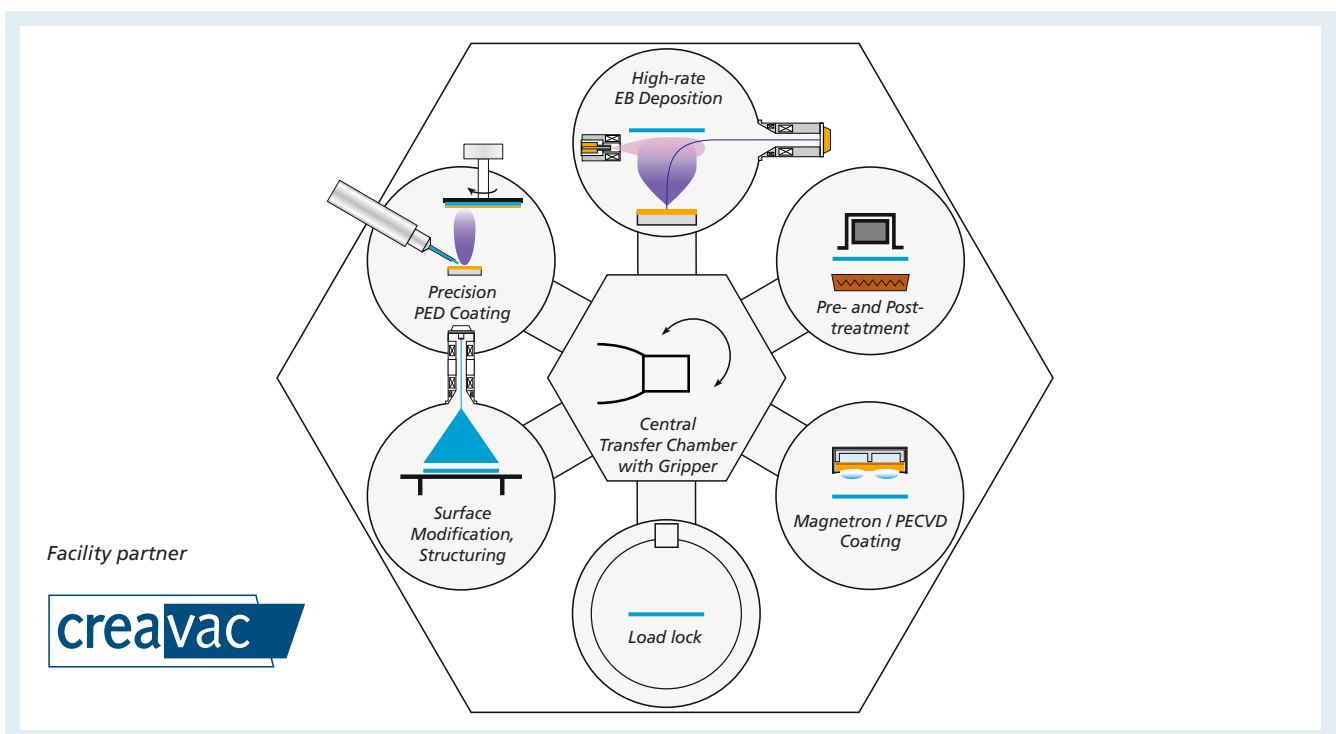 High-rate
EB Deposition
Precision
PED Coating
Pre- and Post-
treatment
Central
Transfer Chamber
with Gripper
Surface
Modification,
Structuring
Magnetron / PECVD
Coating
Load lock
Facility partner
creavac